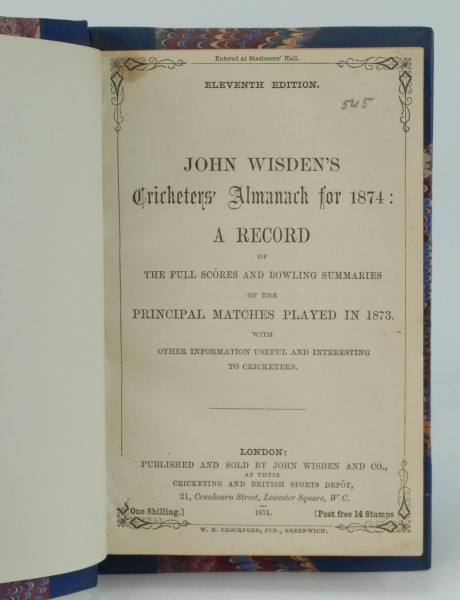 Entered at Stationers' Hall.
ELEVENTH EDITION.
545
JOHN WISDEN'S
Cricketers' Almanack for 1874:
A RECORD
OF
THE FULL SCORES AND BOWLING SUMMARIES
OF THE
PRINCIPAL MATCHES PLAYED IN 1873.
WITH
OTHER INFORMATION USEFUL AND INTERESTING
TO CRICKETERS.
LONDON:
PUBLISHED AND SOLD BY JOHN WISDEN AND CO.,
AT THEIR
CRICKETING AND BRITISH SPORTS DEPÔT,
21, Cranbourn Street, Leicester Square, W.C.
One Shilling.] 1874. [Post free 14 Stamps
W. H. CROCKFORD, JUN., GREENWICH.